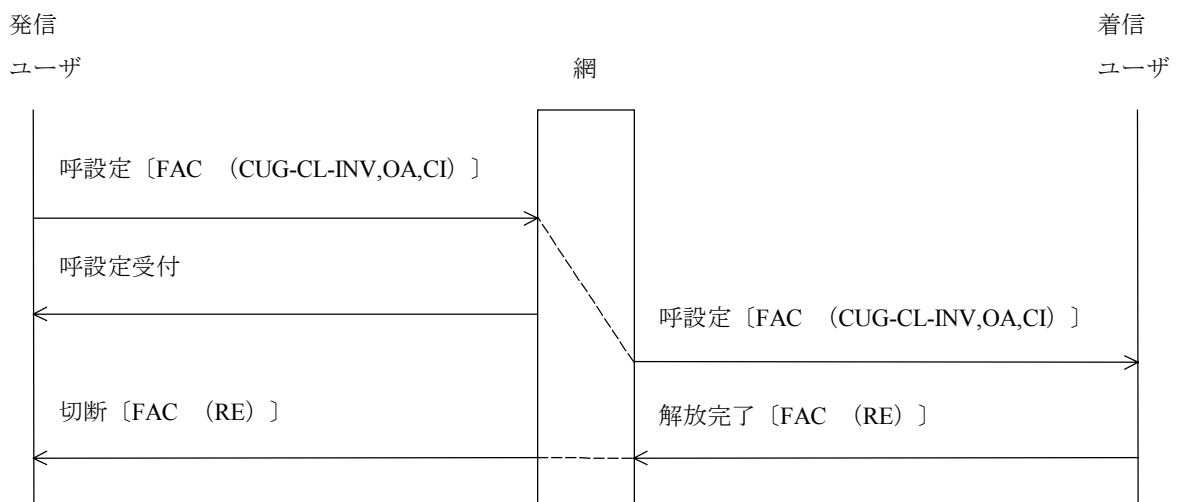 発信
ユーザ
網
着信
ユーザ
呼設定〔FAC （CUG-CL-INV,OA,CI）〕
呼設定受付
呼設定〔FAC （CUG-CL-INV,OA,CI）〕
切断〔FAC （RE）〕
解放完了〔FAC （RE）〕